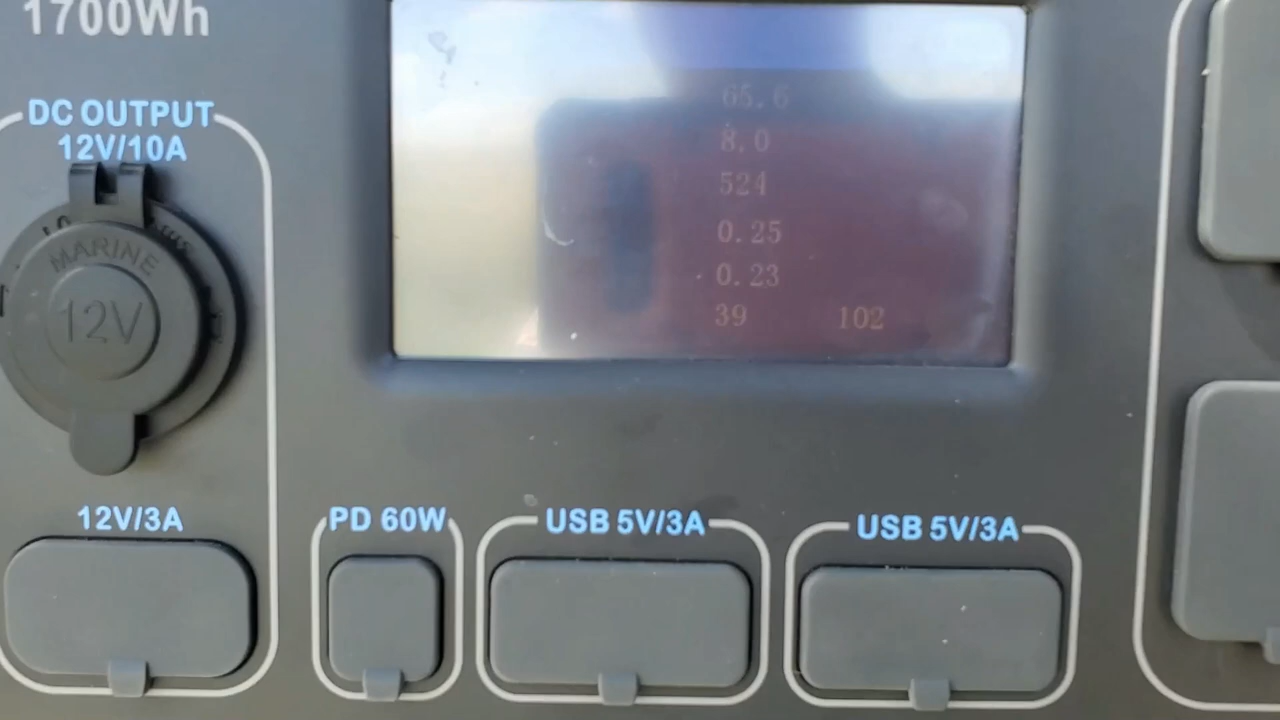 1700Wh
DC OUTPUT
12V/10A
MARINE
12V
65.6
8.0
524
0.25
0.23
39 102
12V/3A
PD 60W
USB 5V/3A
USB 5V/3A